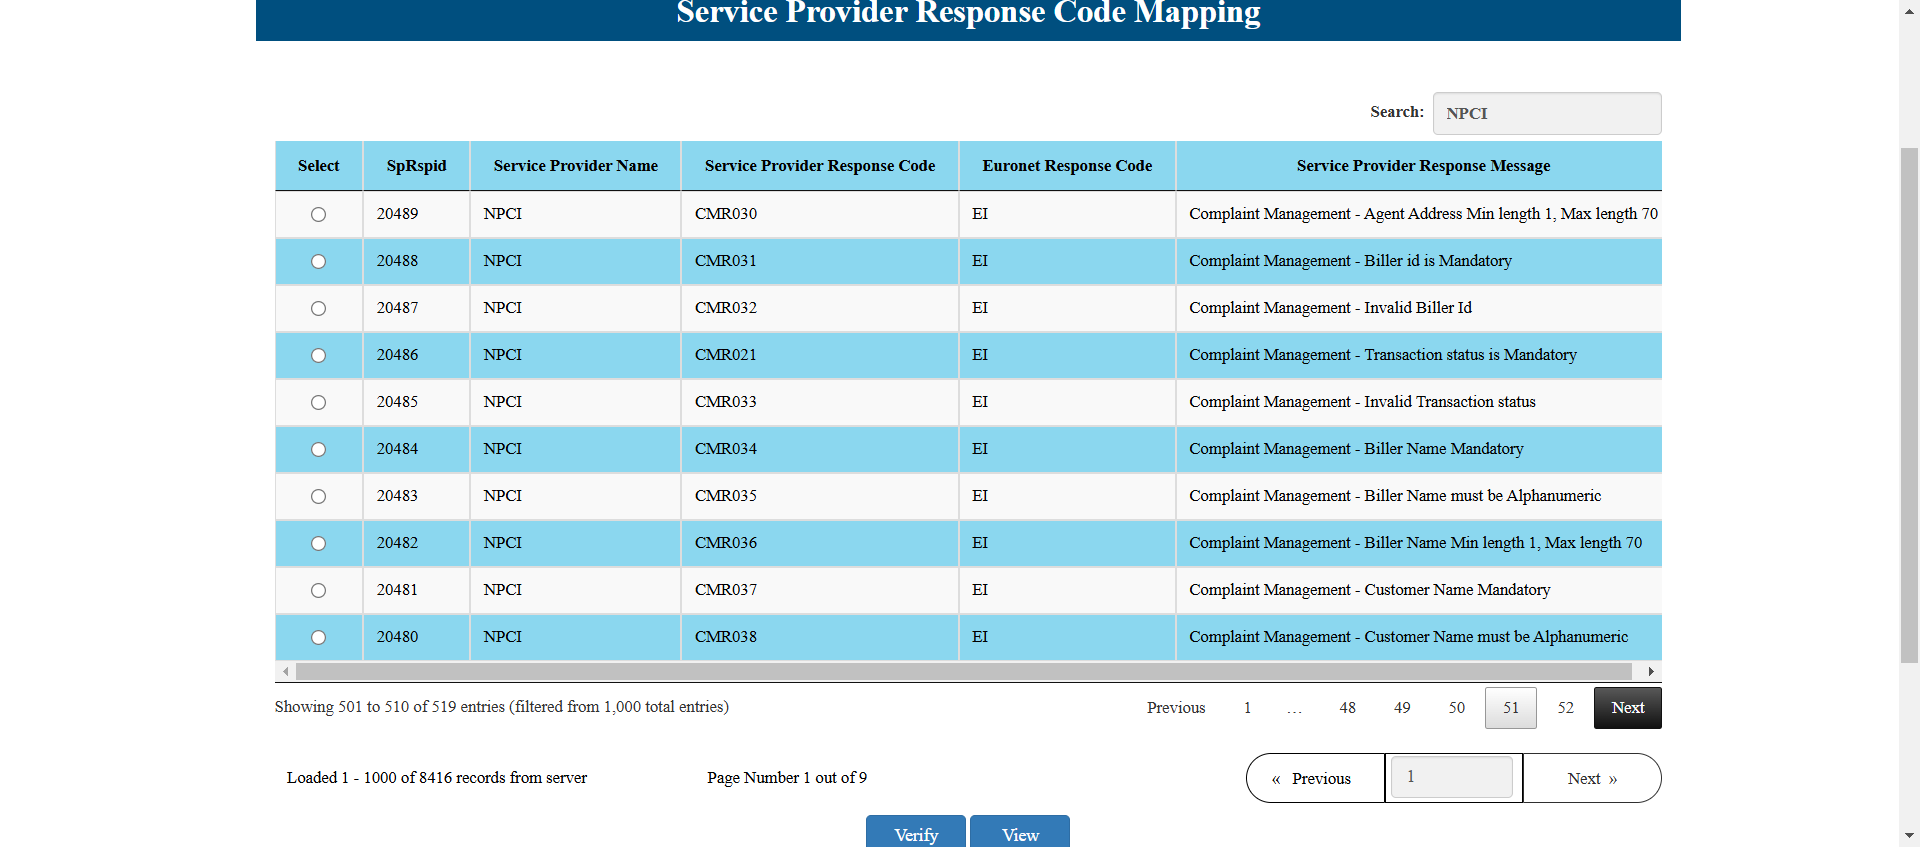 Service Provider Response Code Mapping
Search: NPCI
Select SpRspid Service Provider Name Service Provider Response Code Euronet Response Code Service Provider Response Message
20489 NPCI CMR030 EI Complaint Management - Agent Address Min length 1, Max length 70
20488 NPCI CMR031 EI Complaint Management - Biller id is Mandatory
20487 NPCI CMR032 EI Complaint Management - Invalid Biller Id
20486 NPCI CMR021 EI Complaint Management - Transaction status is Mandatory
20485 NPCI CMR033 EI Complaint Management - Invalid Transaction status
20484 NPCI CMR034 EI Complaint Management - Biller Name Mandatory
20483 NPCI CMR035 EI Complaint Management - Biller Name must be Alphanumeric
20482 NPCI CMR036 EI Complaint Management - Biller Name Min length 1, Max length 70
20481 NPCI CMR037 EI Complaint Management - Customer Name Mandatory
20480 NPCI CMR038 EI Complaint Management - Customer Name must be Alphanumeric
Showing 501 to 510 of 519 entries (filtered from 1,000 total entries) Previous 1 … 48 49 50 51 52 Next
Loaded 1 - 1000 of 8416 records from server Page Number 1 out of 9 « Previous 1 Next »
Verify View